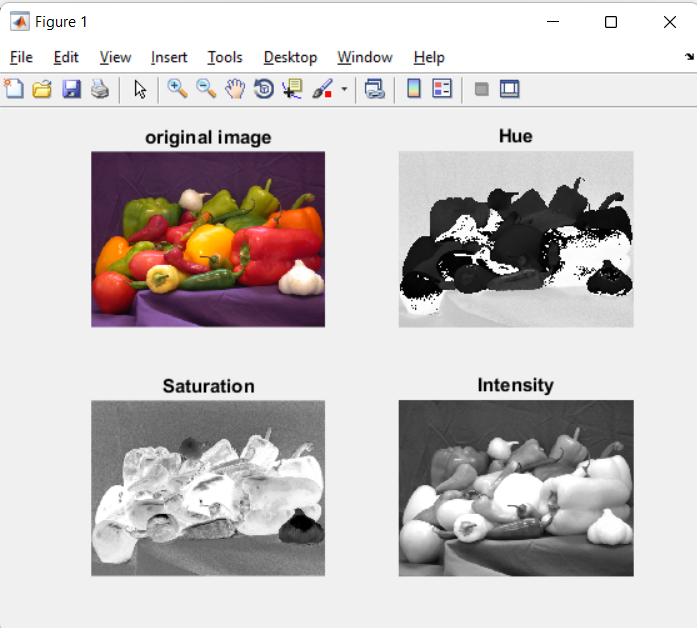 Figure 1
File Edit View Insert Tools Desktop Window Help
original image
Hue
Saturation
Intensity